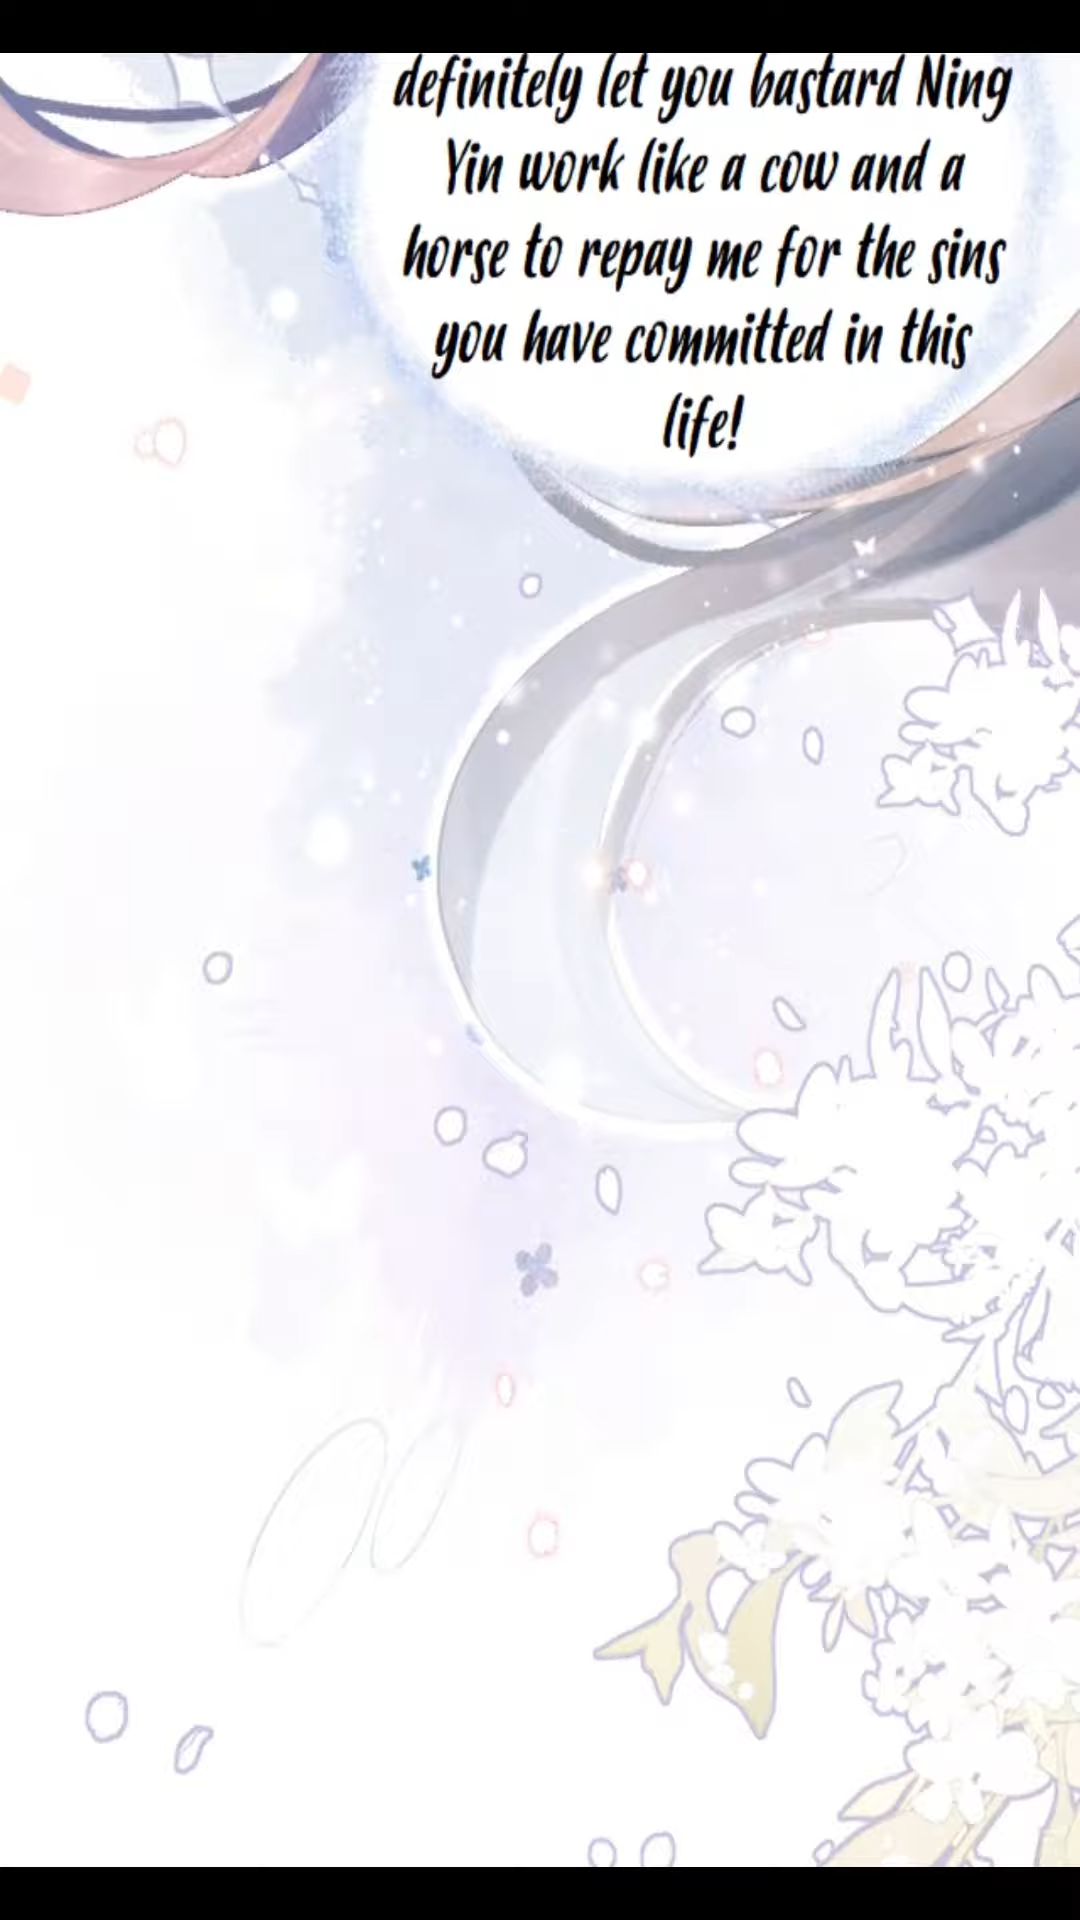 definitely let you bastard Ning
Yin work like a cow and a
horse to repay me for the sins
you have committed in this
life!